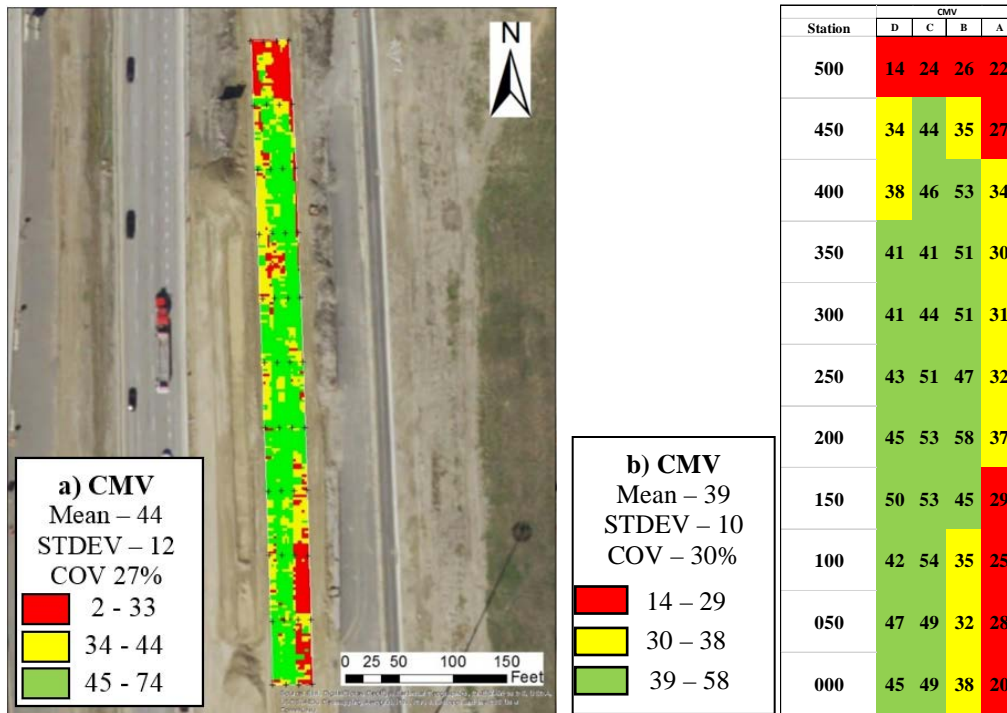 N
a) CMV
Mean – 44
STDEV – 12
COV 27%
2 - 33
34 - 44
45 - 74
0 25 50 100 150
Feet
b) CMV
Mean – 39
STDEV – 10
COV – 30%
14 – 29
30 – 38
39 – 58
CMV
Station D C B A
500 14 24 26 22
450 34 44 35 27
400 38 46 53 34
350 41 41 51 30
300 41 44 51 31
250 43 51 47 32
200 45 53 58 37
150 50 53 45 29
100 42 54 35 25
050 47 49 32 28
000 45 49 38 20